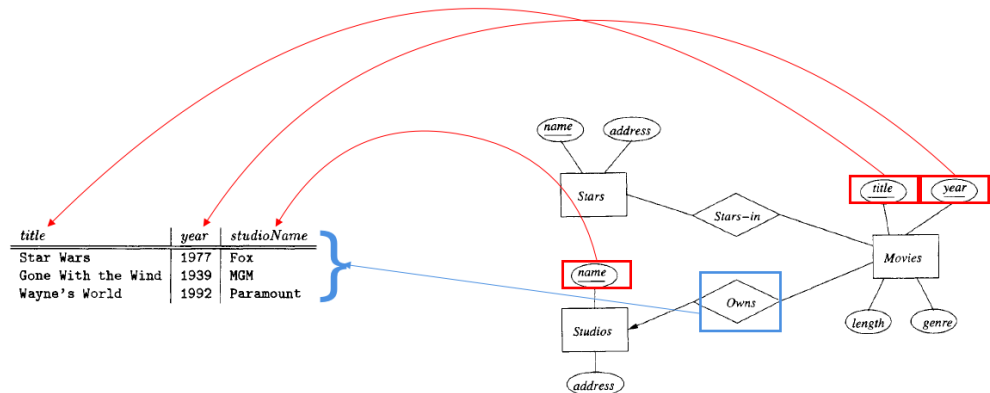 name address
title year
Stars
Stars-in
title year studioName
Star Wars 1977 Fox
Gone With the Wind 1939 MGM
Wayne's World 1992 Paramount
name
Movies
Owns
Studios
length genre
address